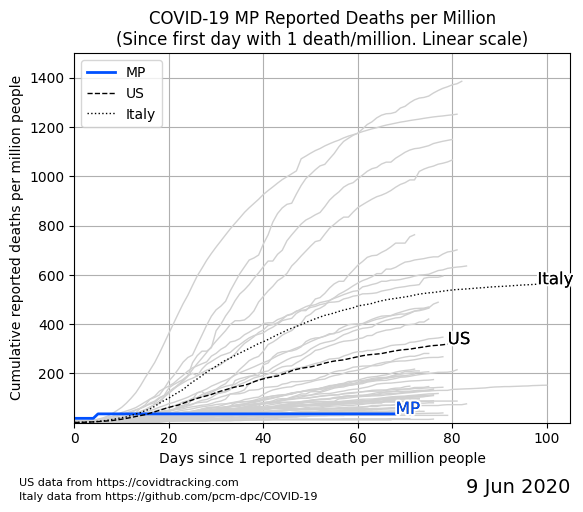 COVID-19 MP Reported Deaths per Million
(Since first day with 1 death/million. Linear scale)
MP
US
Italy
1400
1200
1000
800
600
400
200
Cumulative reported deaths per million people
Italy
US
MP
0
20
40
60
80
100
Days since 1 reported death per million people
US data from https://covidtracking.com
Italy data from https://github.com/pcm-dpc/COVID-19
9 Jun 2020